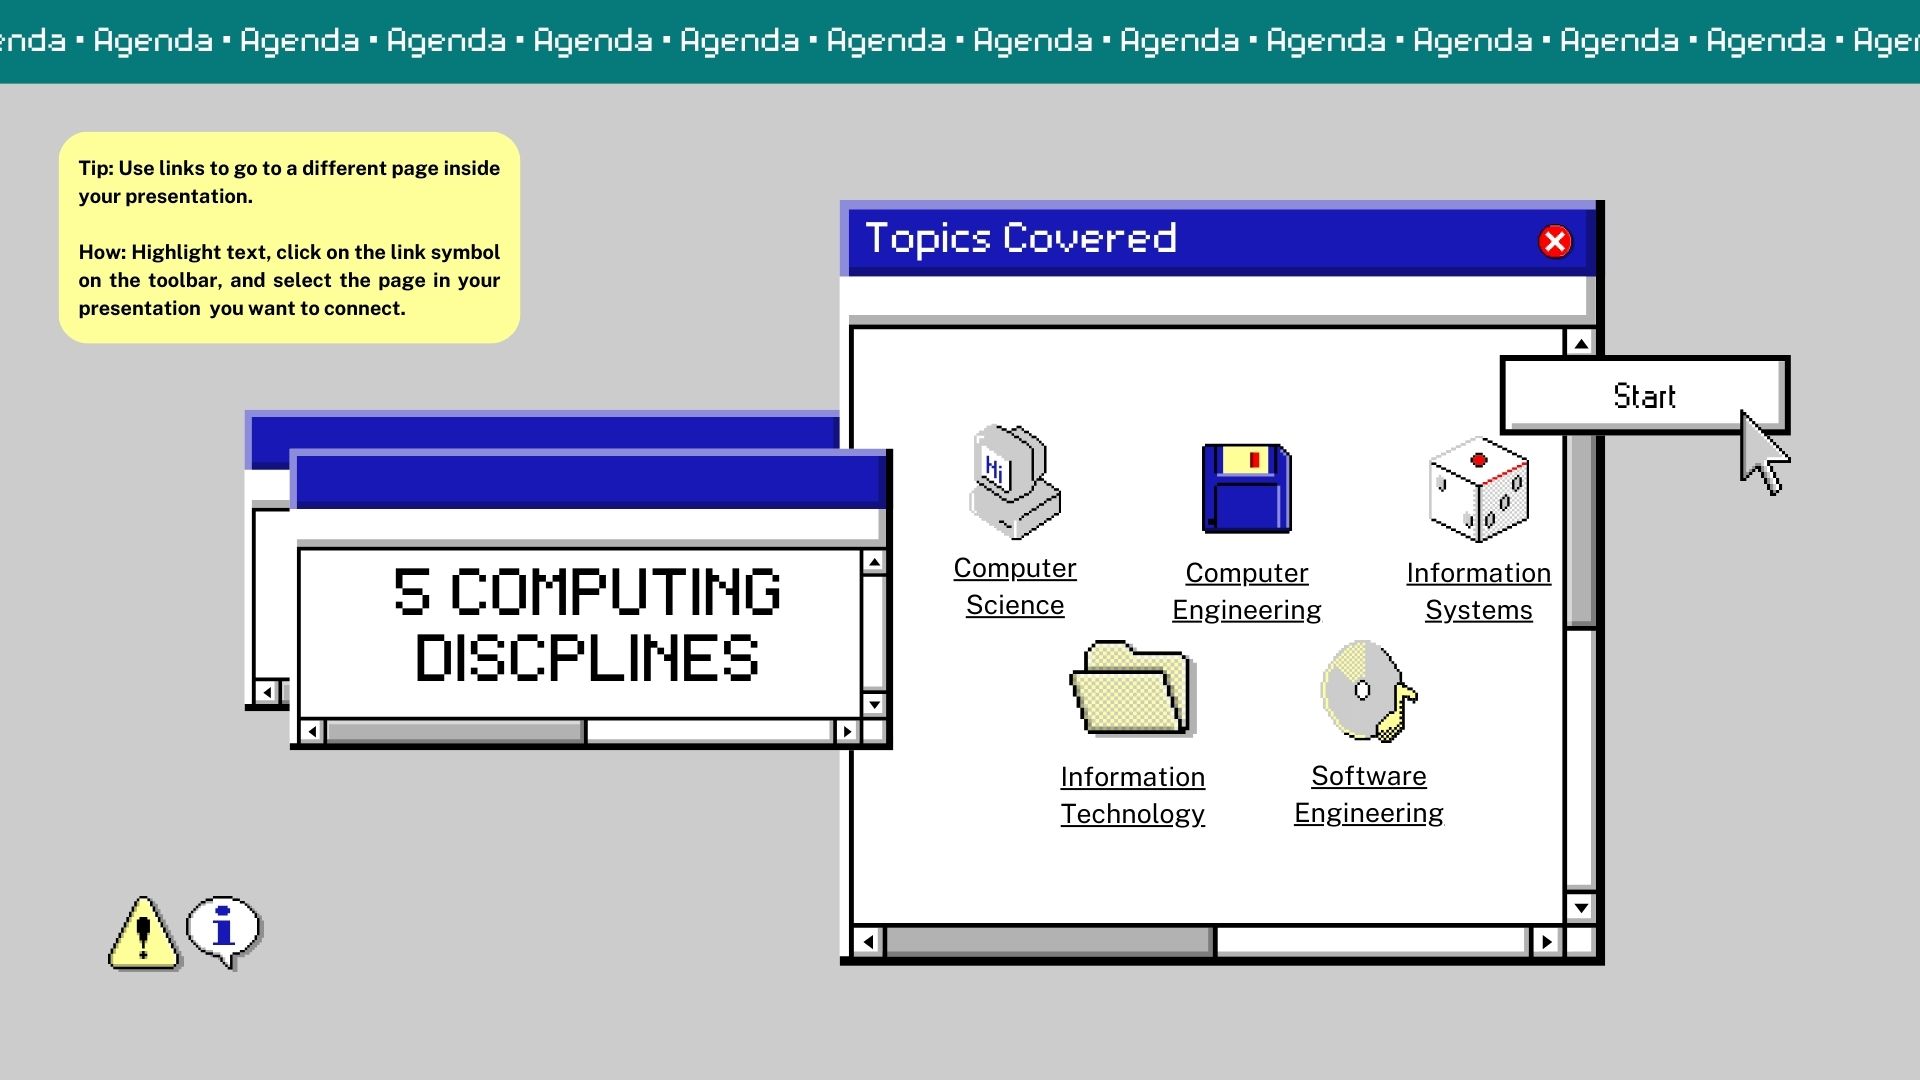 enda · Agenda · Agenda · Agenda · Agenda · Agenda · Agenda · Agenda · Agenda · Agenda · Agenda · Agenda · Agenda · Agen
Tip: Use links to go to a different page inside
your presentation.
How: Highlight text, click on the link symbol
on the toolbar, and select the page in your
presentation you want to connect.
Topics Covered
Start
Hi
Computer
Science
Computer
Engineering
Information
Systems
5 COMPUTING
DISCPLINES
Information
Technology
Software
Engineering